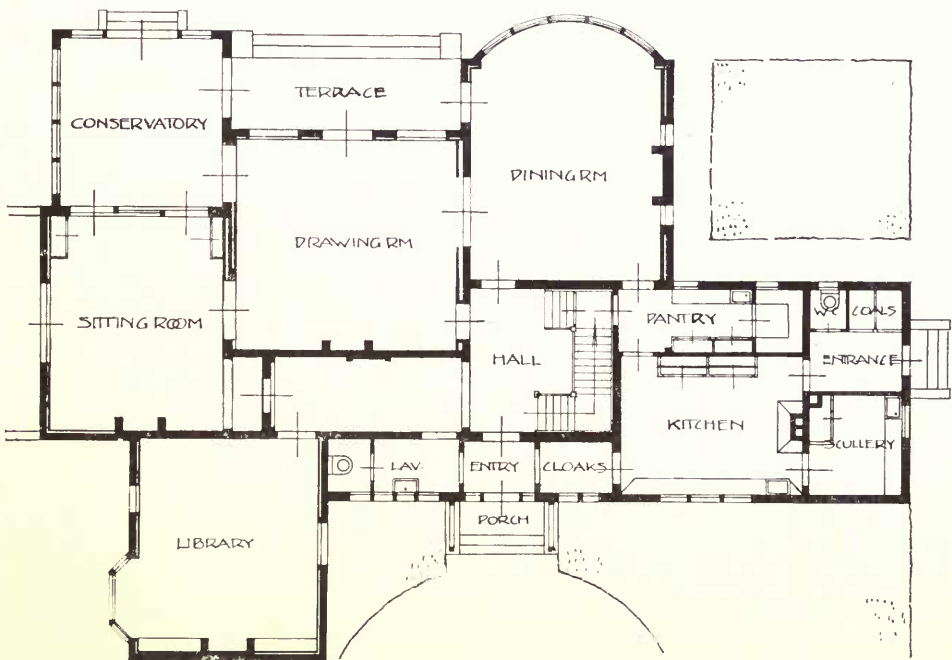 TERRACE
CONSERVATORY
DINING RM
DRAWING RM
SITTING ROOM
PANTRY
WC
COALS
HALL
ENTRANCE
KITCHEN
SCULLERY
LAV.
ENTRY
CLOAKS
PORCH
LIBRARY